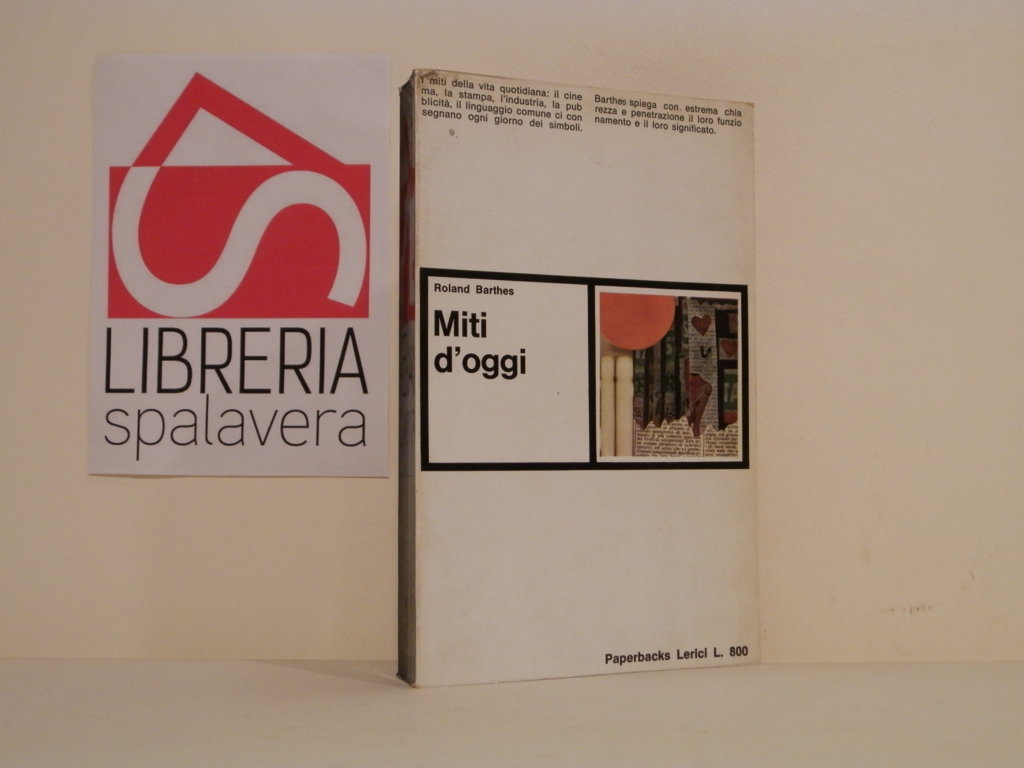 LIBRERIA
spalavera
I miti della vita quotidiana: il cine
ma, la stampa, l'industria, la pub
blicità, il linguaggio comune ci con
segnano ogni giorno dei simboli.
Barthes spiega con estrema chia
rezza e penetrazione il loro funzio
namento e il loro significato.
Roland Barthes
Miti
d'oggi
Paperbacks Lerici L. 800